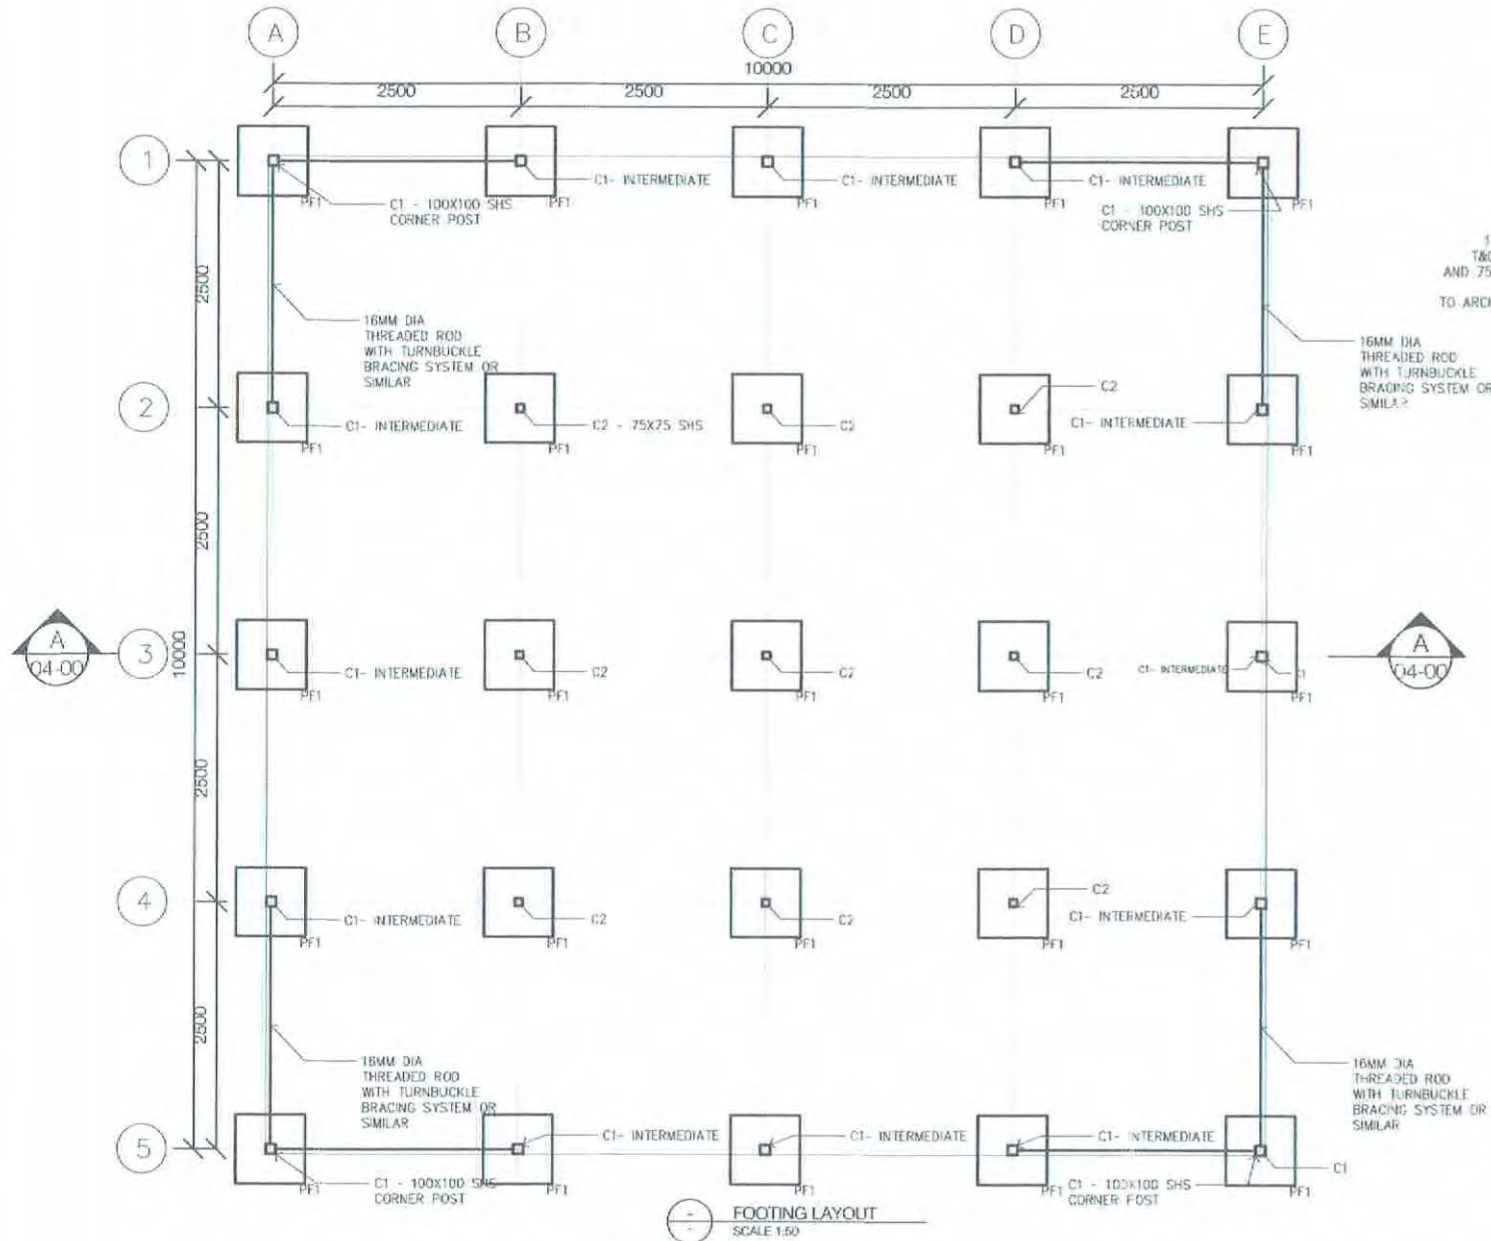 A
B
C
D
E
10000
2500
2500
2500
2500
1
C1- INTERMEDIATE
C1- INTERMEDIATE
C1- INTERMEDIATE
PF1
PF1
PF1
PF1
PF1
C1 - 100X100 SHS
CORNER POST
C1 - 100X100 SHS
CORNER POST
AND 75
TO ARCH
2500
16MM DIA
THREADED ROD
WITH TURNBUCKLE
BRACING SYSTEM OR
SIMILAR
16MM DIA
THREADED ROD
WITH TURNBUCKLE
BRACING SYSTEM OR
SIMILAR
2
C1- INTERMEDIATE
C2 - 75X75 SHS
C2
C2
C1- INTERMEDIATE
PF1
PF1
PF1
PF1
PF1
2500
A
04-00
3
10000
C1- INTERMEDIATE
C2
C2
C2
C1- INTERMEDIATE
C1
A
04-00
PF1
PF1
PF1
PF1
PF1
2500
4
C1- INTERMEDIATE
C2
C2
C2
C1- INTERMEDIATE
PF1
PF1
PF1
PF1
PF1
2500
16MM DIA
THREADED ROD
WITH TURNBUCKLE
BRACING SYSTEM OR
SIMILAR
16MM DIA
THREADED ROD
WITH TURNBUCKLE
BRACING SYSTEM OR
SIMILAR
5
C1- INTERMEDIATE
C1- INTERMEDIATE
C1- INTERMEDIATE
C1
PF1
PF1
PF1
PF1
PF1
C1 - 100X100 SHS
CORNER POST
C1 - 100X100 SHS
CORNER POST
FOOTING LAYOUT
SCALE 1:50